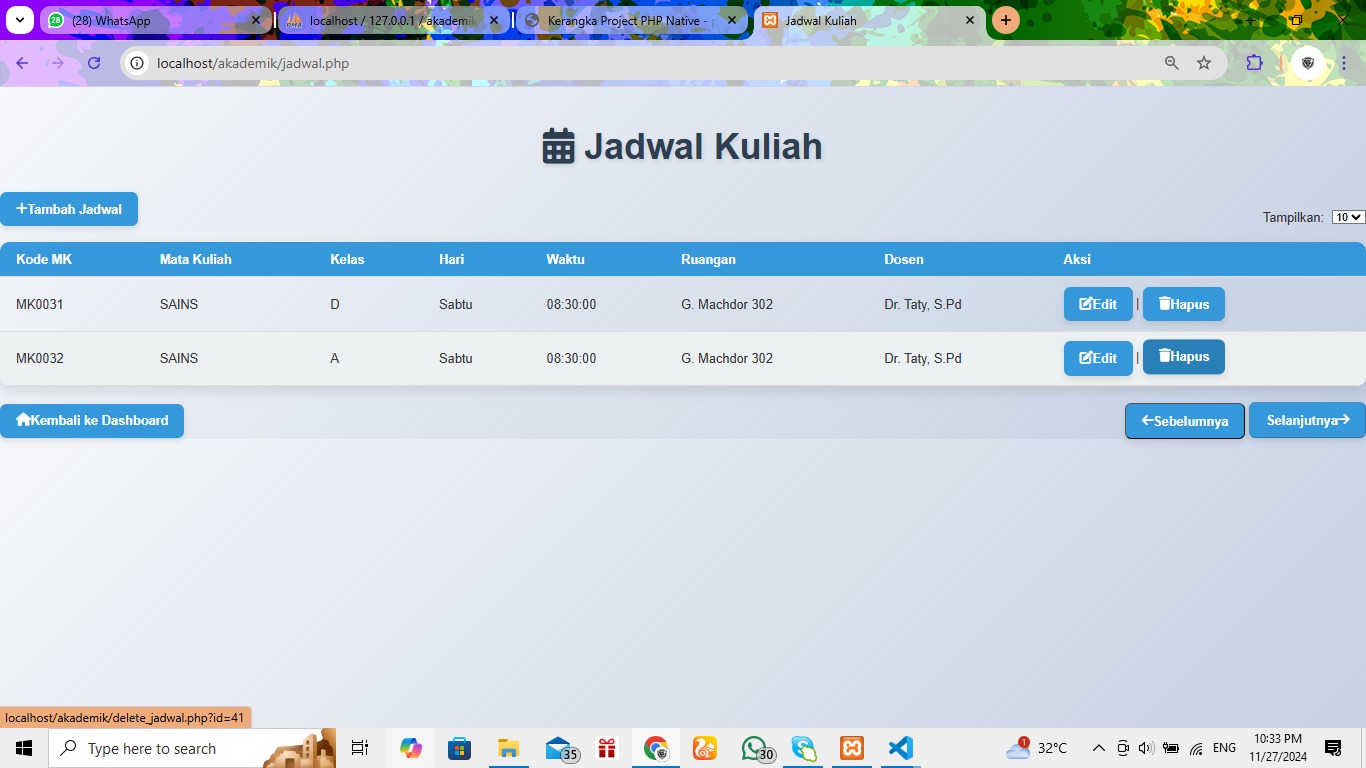 (28) WhatsApp
localhost / 127.0.0.1 / akademik
Kerangka Project PHP Native -
Jadwal Kuliah
localhost/akademik/jadwal.php
Jadwal Kuliah
Tambah Jadwal
Tampilkan: 10
Kode MK Mata Kuliah Kelas Hari Waktu Ruangan Dosen Aksi
MK0031 SAINS D Sabtu 08:30:00 G. Machdor 302 Dr. Taty, S.Pd Edit | Hapus
MK0032 SAINS A Sabtu 08:30:00 G. Machdor 302 Dr. Taty, S.Pd Edit | Hapus
Kembali ke Dashboard Sebelumnya Selanjutnya
localhost/akademik/delete_jadwal.php?id=41
Type here to search
35
30
1
32°C
ENG
10:33 PM
11/27/2024